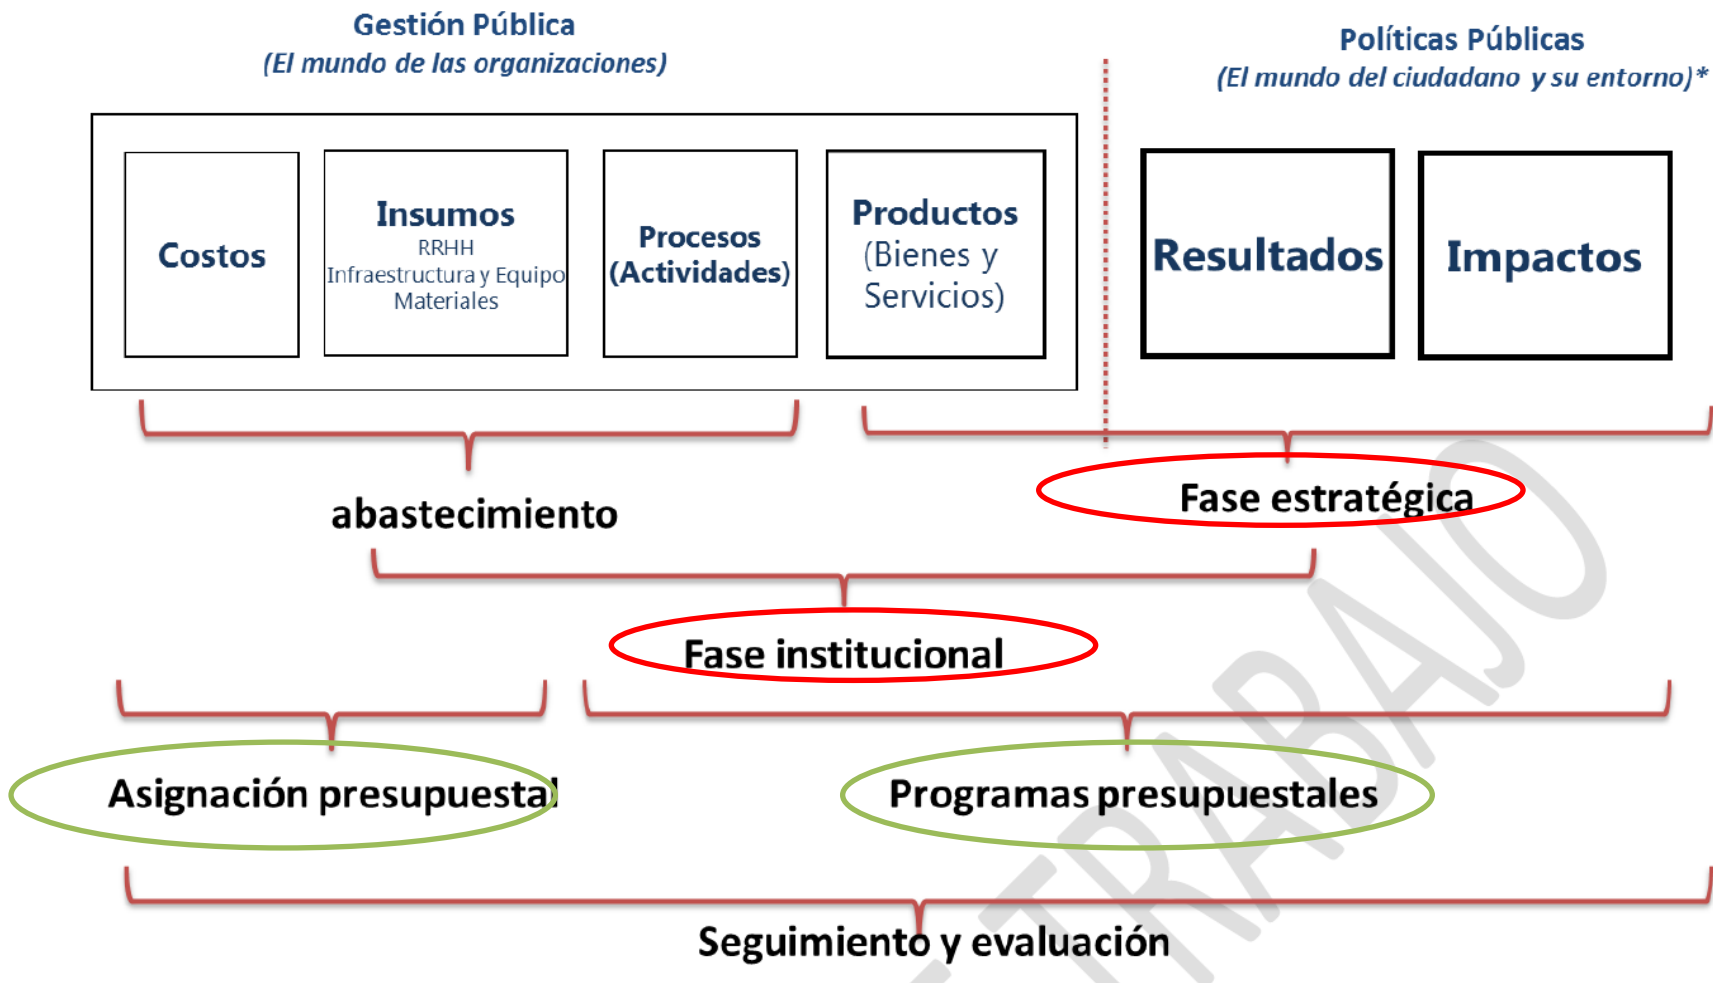 Gestión Pública
(El mundo de las organizaciones)
Políticas Públicas
(El mundo del ciudadano y su entorno)*
Costos
Insumos
RRHH
Infraestructura y Equipo
Materiales
Procesos
(Actividades)
Productos
(Bienes y
Servicios)
Resultados
Impactos
abastecimiento
Fase estratégica
Fase institucional
Asignación presupuestal
Programas presupuestales
Seguimiento y evaluación
TRABAJO